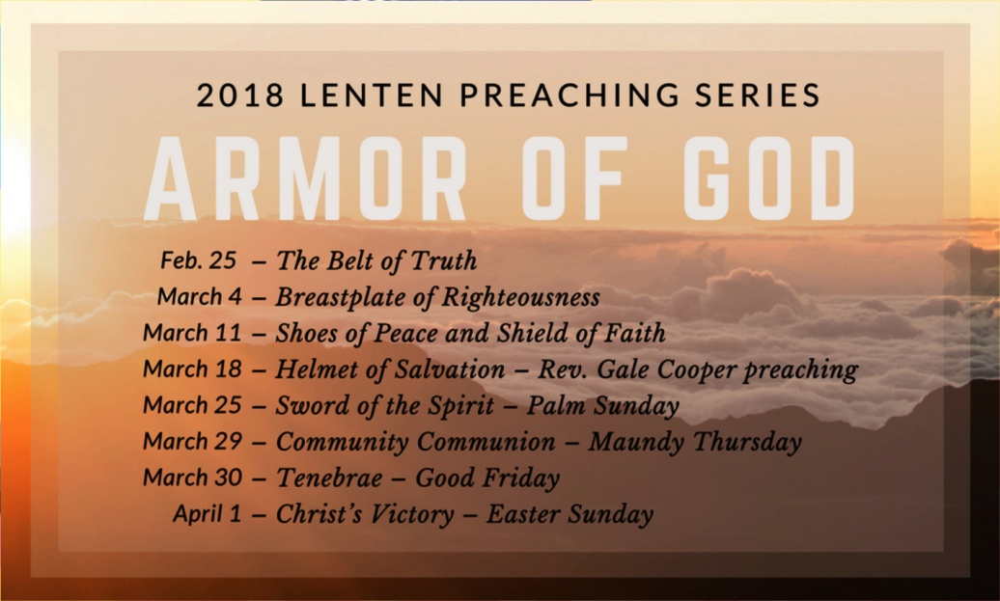 2018 LENTEN PREACHING SERIES
ARMOR OF GOD
Feb. 25 – The Belt of Truth
March 4 – Breastplate of Righteousness
March 11 – Shoes of Peace and Shield of Faith
March 18 – Helmet of Salvation – Rev. Gale Cooper preaching
March 25 – Sword of the Spirit – Palm Sunday
March 29 – Community Communion – Maundy Thursday
March 30 – Tenebrae – Good Friday
April 1 – Christ’s Victory – Easter Sunday